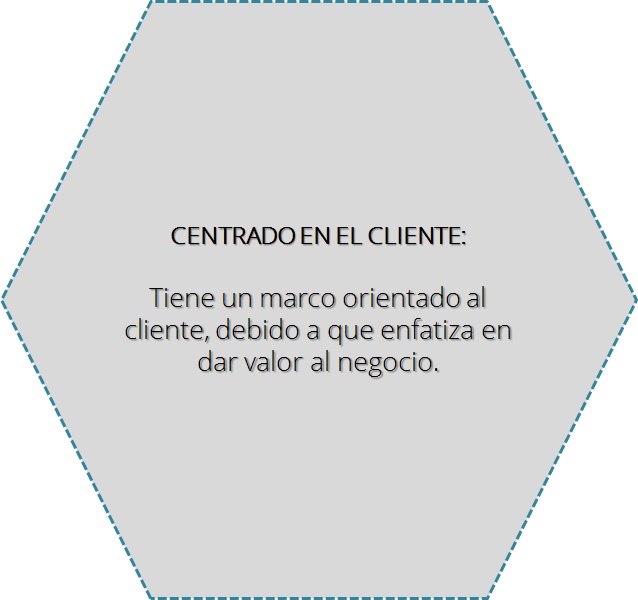 CENTRADO EN EL CLIENTE:
Tiene un marco orientado al
cliente, debido a que enfatiza en
dar valor al negocio.